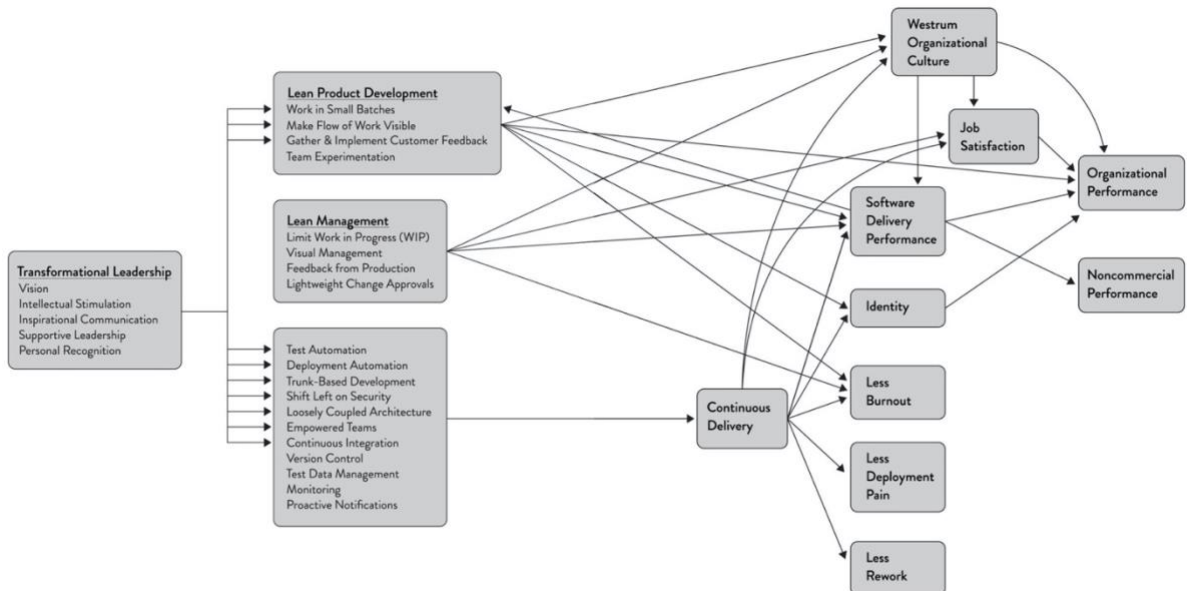 Transformational Leadership
Vision
Intellectual Stimulation
Inspirational Communication
Supportive Leadership
Personal Recognition
Lean Product Development
Work in Small Batches
Make Flow of Work Visible
Gather & Implement Customer Feedback
Team Experimentation
Lean Management
Limit Work in Progress (WIP)
Visual Management
Feedback from Production
Lightweight Change Approvals
Test Automation
Deployment Automation
Trunk-Based Development
Shift Left on Security
Loosely Coupled Architecture
Empowered Teams
Continuous Integration
Version Control
Test Data Management
Monitoring
Proactive Notifications
Continuous
Delivery
Westrum
Organizational
Culture
Job
Satisfaction
Software
Delivery
Performance
Identity
Less
Burnout
Less
Deployment
Pain
Less
Rework
Organizational
Performance
Noncommercial
Performance